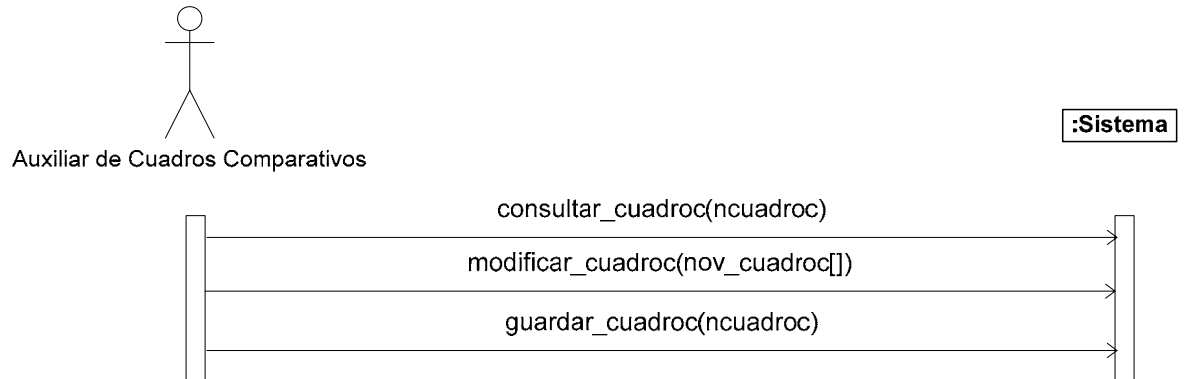 :Sistema
Auxiliar de Cuadros Comparativos
consultar_cuadroc(ncuadroc)
modificar_cuadroc(nov_cuadroc[])
guardar_cuadroc(ncuadroc)